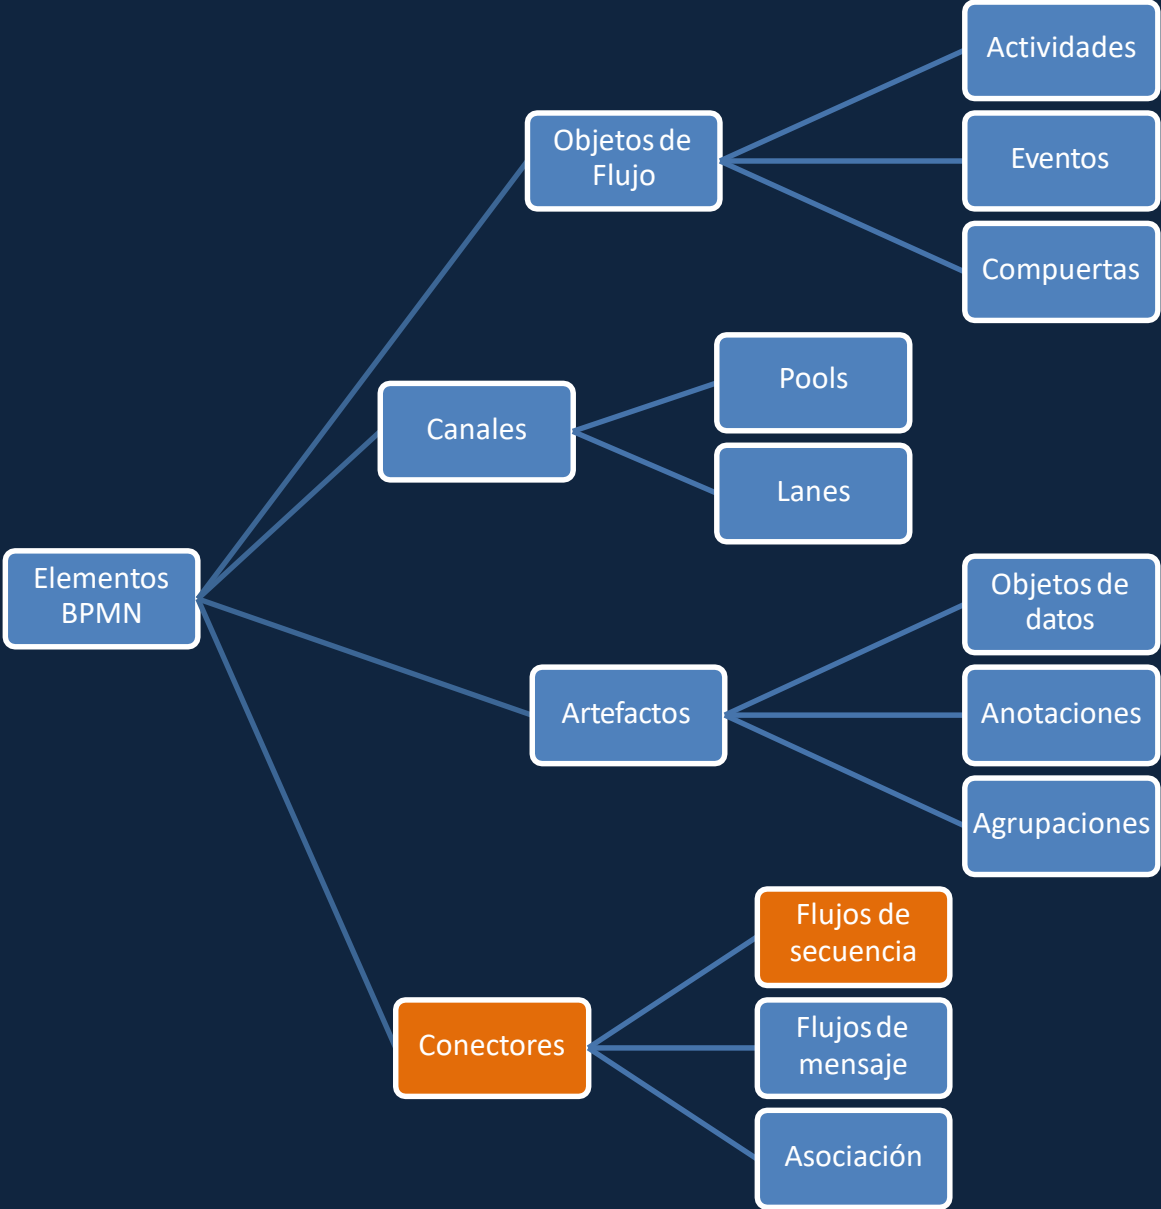 Elementos
BPMN
Objetos de
Flujo
Actividades
Eventos
Compuertas
Canales
Pools
Lanes
Artefactos
Objetos de
datos
Anotaciones
Agrupaciones
Conectores
Flujos de
secuencia
Flujos de
mensaje
Asociación